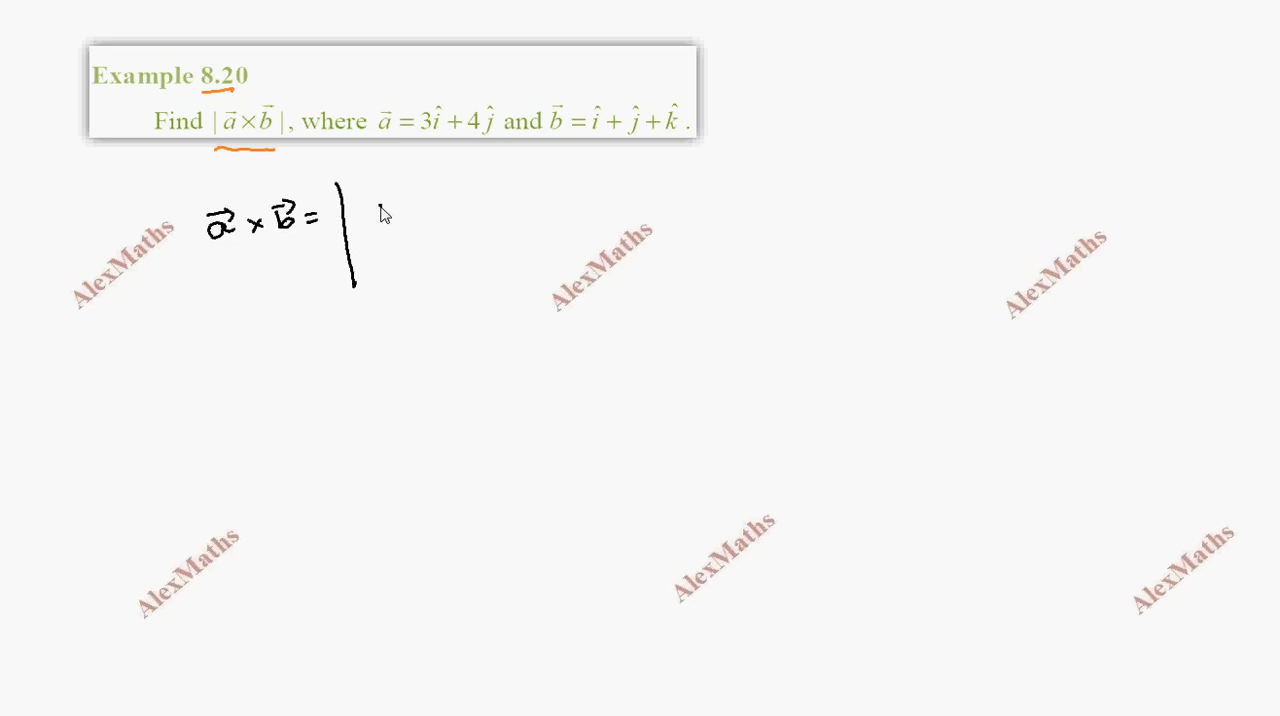 Example 8.20
Find | a⃗ × b⃗ |, where a⃗ = 3î + 4ĵ and b⃗ = î + ĵ + k̂ .
a⃗ × b⃗ = |
AlexMaths
AlexMaths
AlexMaths
AlexMaths
AlexMaths
AlexMaths